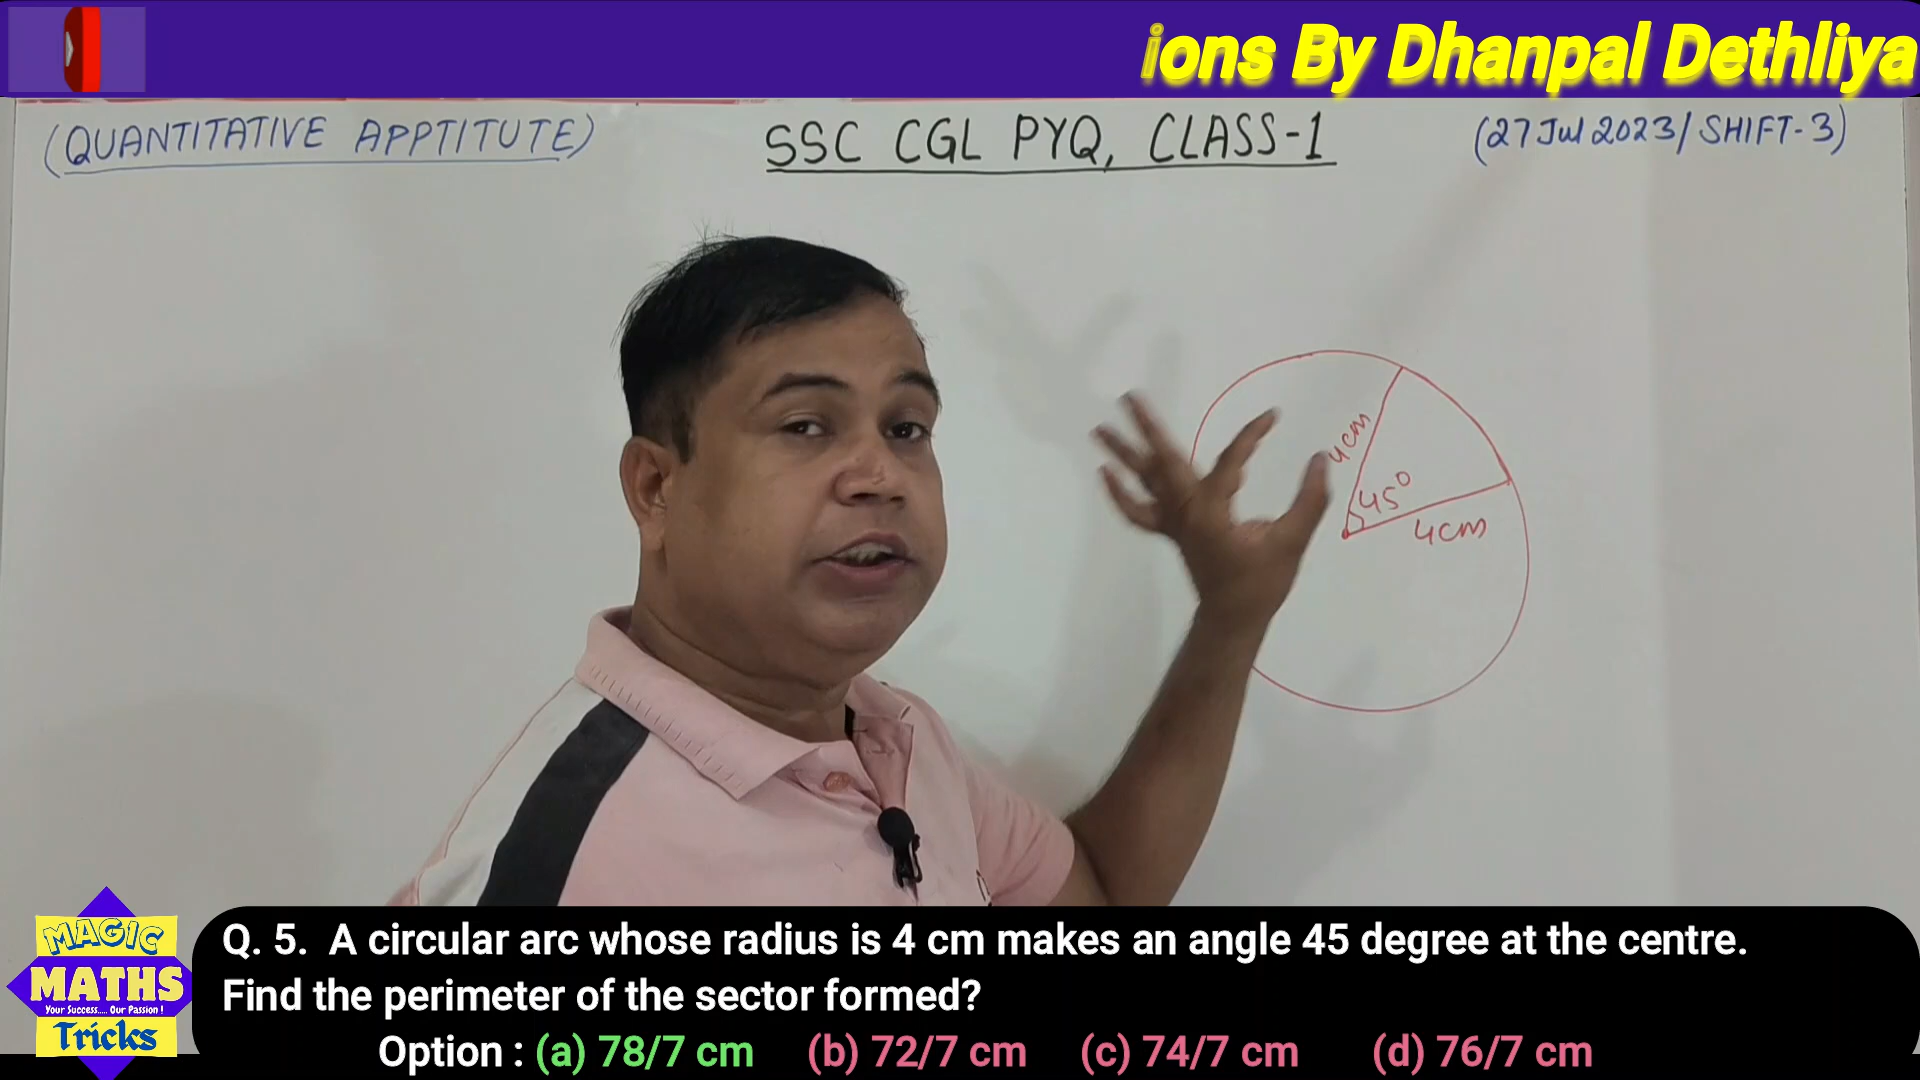 ions By Dhanpal Dethliya
(QUANTITATIVE APPTITUTE)
SSC CGL PYQ, CLASS-1
(27 Jul 2023/ SHIFT-3)
4cm
45°
4cm
MAGIC
MATHS
Your Success..... Our Passion !
Tricks
Q. 5. A circular arc whose radius is 4 cm makes an angle 45 degree at the centre.
Find the perimeter of the sector formed?
Option : (a) 78/7 cm (b) 72/7 cm (c) 74/7 cm (d) 76/7 cm